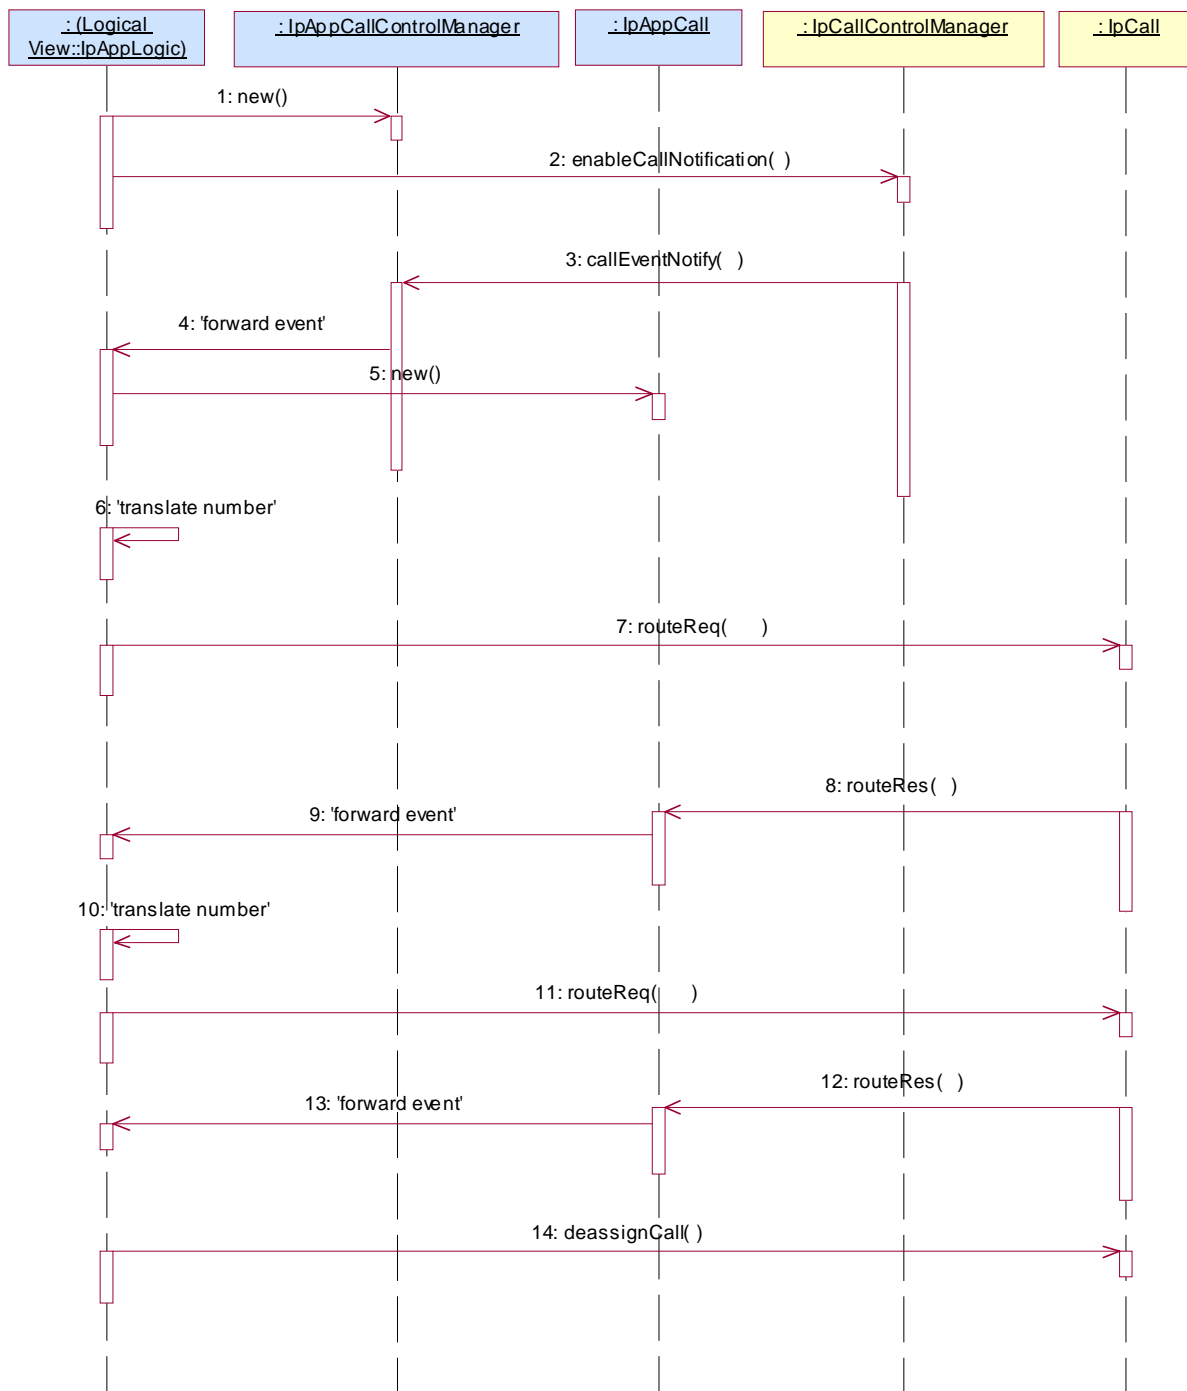 : (Logical
View::IpAppLogic)
: IpAppCallControlManager
: IpAppCall
: IpCallControlManager
: IpCall
1: new()
2: enableCallNotification( )
3: callEventNotify( )
4: 'forward event'
5: new()
6: 'translate number'
7: routeReq( )
8: routeRes( )
9: 'forward event'
10: 'translate number'
11: routeReq( )
12: routeRes( )
13: 'forward event'
14: deassignCall( )